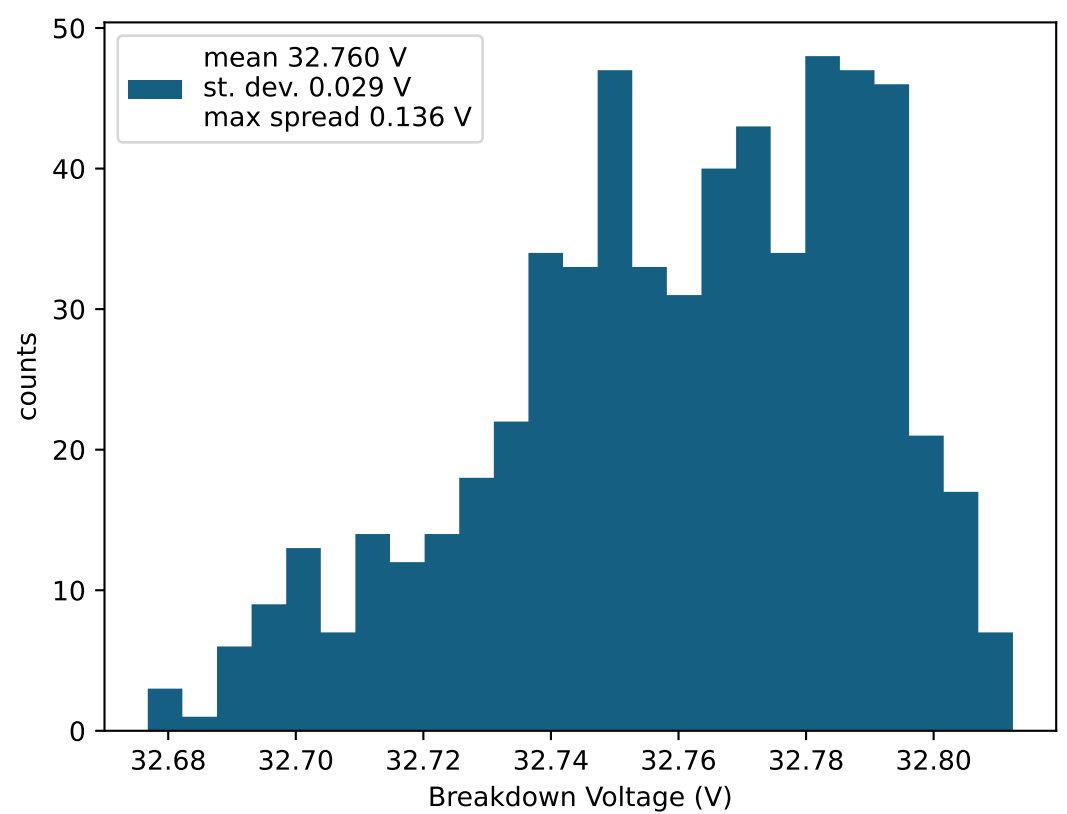 50
40
30
20
10
0
counts
mean 32.760 V
st. dev. 0.029 V
max spread 0.136 V
32.68 32.70 32.72 32.74 32.76 32.78 32.80
Breakdown Voltage (V)